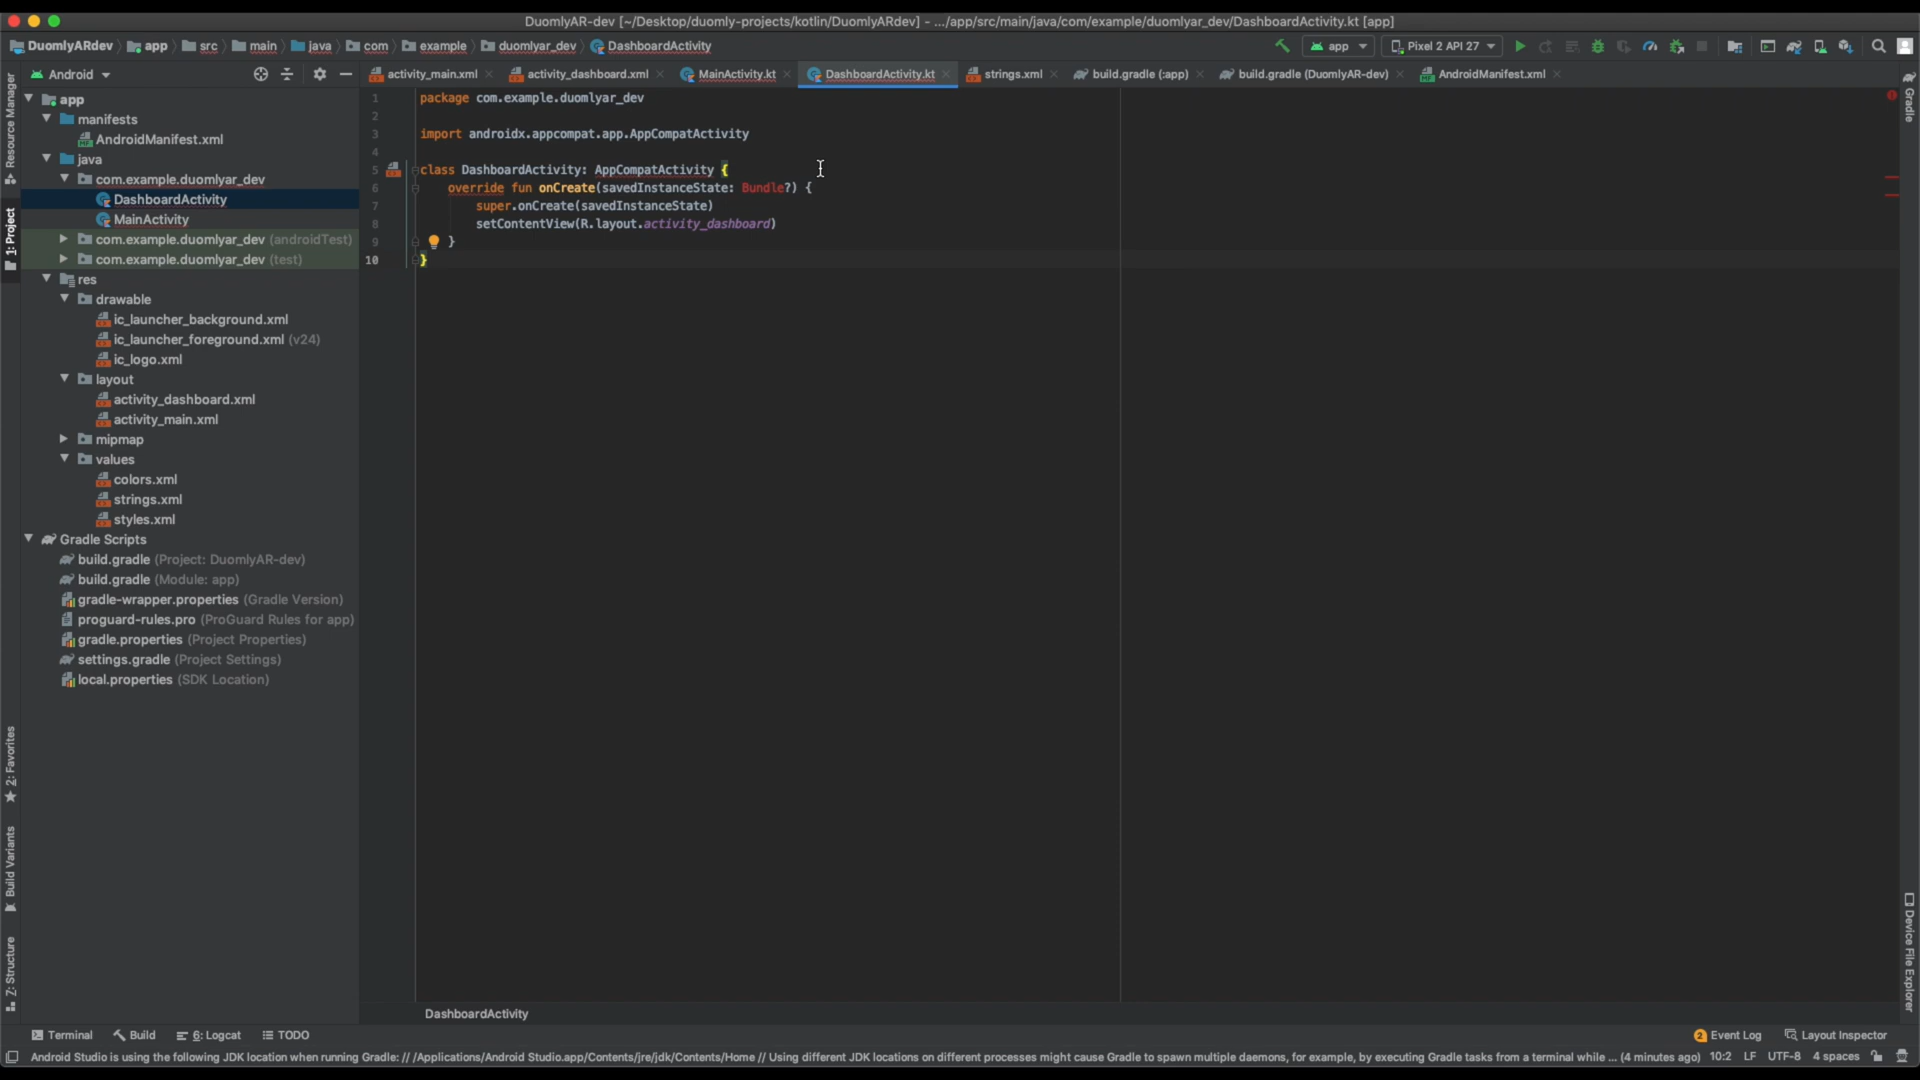 DuomlyAR-dev [~/Desktop/duomly-projects/kotlin/DuomlyARdev] - .../app/src/main/java/com/example/duomlyar_dev/DashboardActivity.kt [app]
DuomlyARdev app src main java com example duomlyar_dev DashboardActivity app Pixel 2 API 27
Android activity_main.xml activity_dashboard.xml MainActivity.kt DashboardActivity.kt strings.xml build.gradle (:app) build.gradle (DuomlyAR-dev) AndroidManifest.xml
Resource Manager
1: Project
2: Favorites
Build Variants
Z: Structure
app
manifests
AndroidManifest.xml
java
com.example.duomlyar_dev
DashboardActivity
MainActivity
com.example.duomlyar_dev (androidTest)
com.example.duomlyar_dev (test)
res
drawable
ic_launcher_background.xml
ic_launcher_foreground.xml (v24)
ic_logo.xml
layout
activity_dashboard.xml
activity_main.xml
mipmap
values
colors.xml
strings.xml
styles.xml
Gradle Scripts
build.gradle (Project: DuomlyAR-dev)
build.gradle (Module: app)
gradle-wrapper.properties (Gradle Version)
proguard-rules.pro (ProGuard Rules for app)
gradle.properties (Project Properties)
settings.gradle (Project Settings)
local.properties (SDK Location)
1 package com.example.duomlyar_dev
2
3 import androidx.appcompat.app.AppCompatActivity
4
5 class DashboardActivity: AppCompatActivity {
6 override fun onCreate(savedInstanceState: Bundle?) {
7 super.onCreate(savedInstanceState)
8 setContentView(R.layout.activity_dashboard)
9 }
10 }
Gradle
Device File Explorer
DashboardActivity
Terminal Build 6: Logcat TODO 2 Event Log Layout Inspector
Android Studio is using the following JDK location when running Gradle: // /Applications/Android Studio.app/Contents/jre/jdk/Contents/Home // Using different JDK locations on different processes might cause Gradle to spawn multiple daemons, for example, by executing Gradle tasks from a terminal while ... (4 minutes ago) 10:2 LF UTF-8 4 spaces